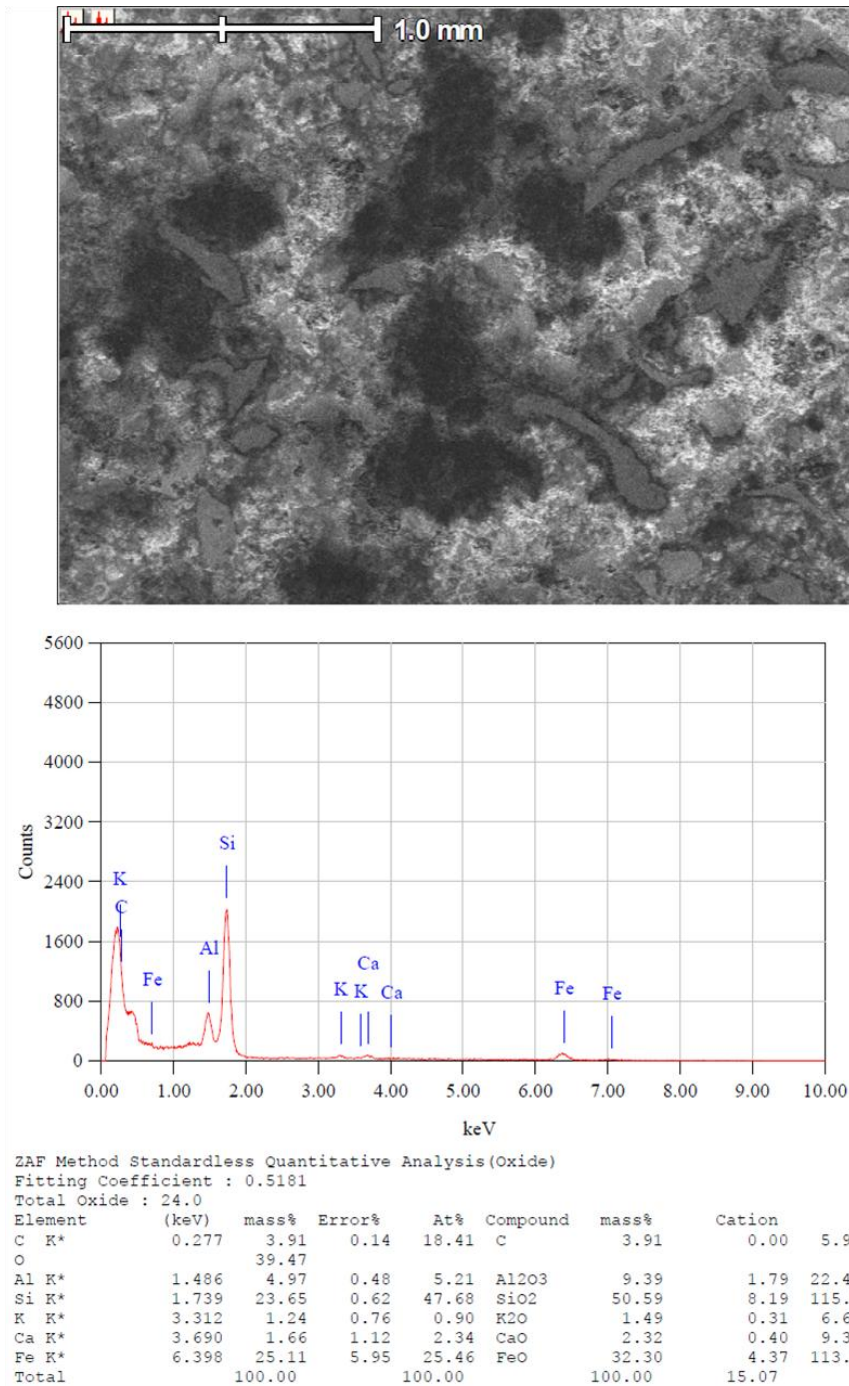 1.0 mm
5600
4800
4000
3200
2400
1600
800
0
Counts
K
C
Fe
Al
Si
K
K
Ca
Ca
Fe
Fe
0.00 1.00 2.00 3.00 4.00 5.00 6.00 7.00 8.00 9.00 10.00
keV
ZAF Method Standardless Quantitative Analysis(Oxide)
Fitting Coefficient : 0.5181
Total Oxide : 24.0
Element (keV) mass% Error% At% Compound mass% Cation
C K* 0.277 3.91 0.14 18.41 C 3.91 0.00 5.9
O 39.47
Al K* 1.486 4.97 0.48 5.21 Al2O3 9.39 1.79 22.4
Si K* 1.739 23.65 0.62 47.68 SiO2 50.59 8.19 115.
K K* 3.312 1.24 0.76 0.90 K2O 1.49 0.31 6.6
Ca K* 3.690 1.66 1.12 2.34 CaO 2.32 0.40 9.3
Fe K* 6.398 25.11 5.95 25.46 FeO 32.30 4.37 113.
Total 100.00 100.00 100.00 15.07